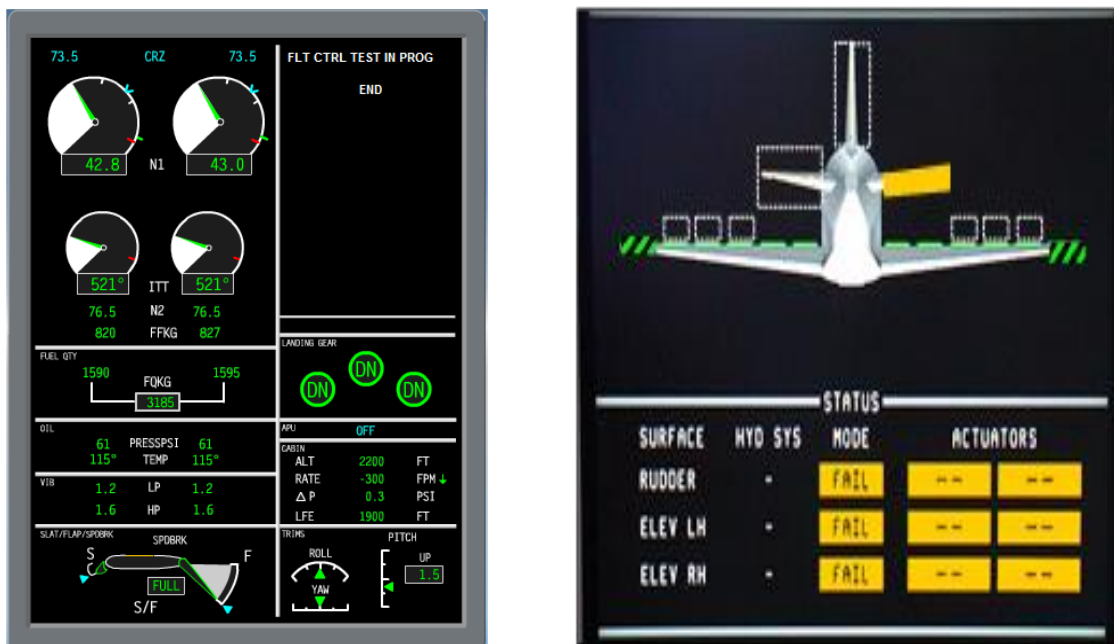 73.5 CRZ 73.5
42.8 N1 43.0
521° ITT 521°
76.5 N2 76.5
820 FFKG 827
FUEL QTY
1590 FQKG 1595
3185
OIL
61 PRESSPSI 61
115° TEMP 115°
VIB
1.2 LP 1.2
1.6 HP 1.6
SLAT/FLAP/SPDBRK
SPDBRK
S F
FULL
S/F
FLT CTRL TEST IN PROG
END
LANDING GEAR
DN DN DN
APU OFF
CABIN
ALT 2200 FT
RATE -300 FPM ↓
Δ P 0.3 PSI
LFE 1900 FT
TRIMS
PITCH
ROLL
UP
1.5
YAW
STATUS
SURFACE HYD SYS MODE ACTUATORS
RUDDER - FAIL -- --
ELEV LH - FAIL -- --
ELEV RH - FAIL -- --